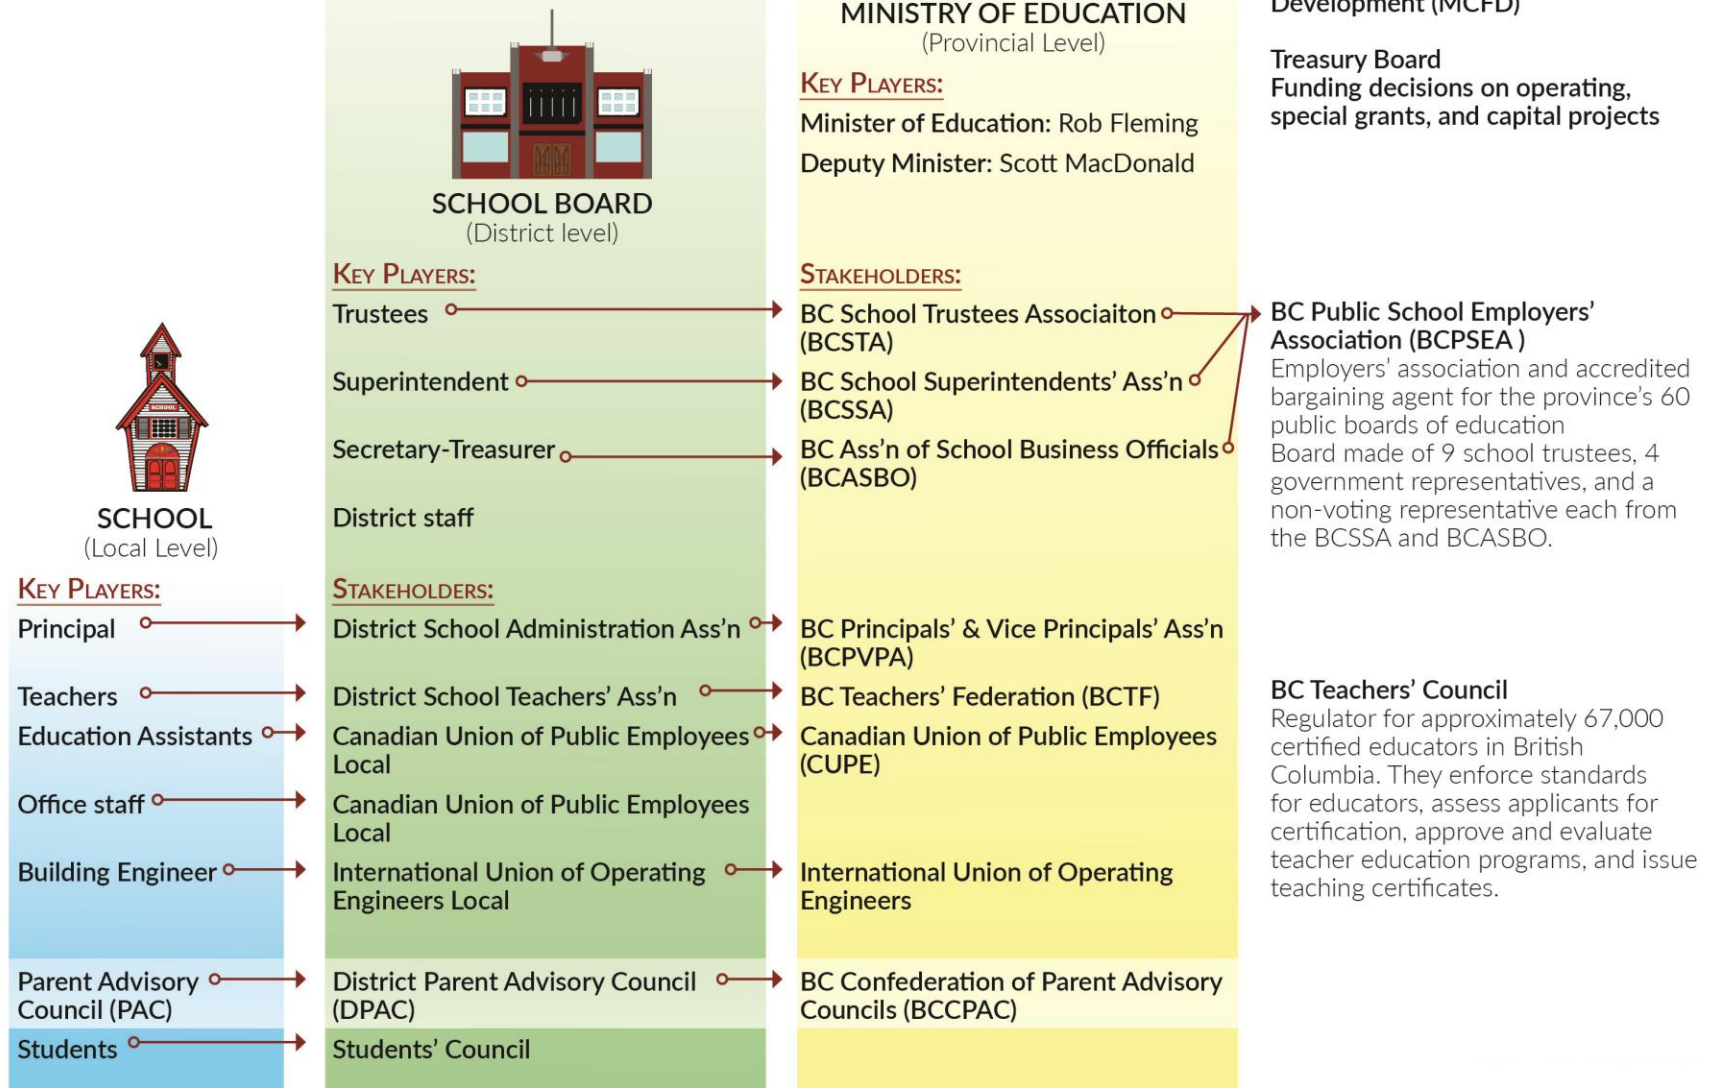 SCHOOL
SCHOOL
(Local Level)
KEY PLAYERS:
Principal
Teachers
Education Assistants
Office staff
Building Engineer
Parent Advisory
Council (PAC)
Students
SCHOOL BOARD
(District level)
KEY PLAYERS:
Trustees
Superintendent
Secretary-Treasurer
District staff
STAKEHOLDERS:
District School Administration Ass’n
District School Teachers’ Ass’n
Canadian Union of Public Employees
Local
Canadian Union of Public Employees
Local
International Union of Operating
Engineers Local
District Parent Advisory Council
(DPAC)
Students’ Council
MINISTRY OF EDUCATION
(Provincial Level)
KEY PLAYERS:
Minister of Education: Rob Fleming
Deputy Minister: Scott MacDonald
STAKEHOLDERS:
BC School Trustees Associaiton
(BCSTA)
BC School Superintendents’ Ass’n
(BCSSA)
BC Ass’n of School Business Officials
(BCASBO)
BC Principals’ & Vice Principals’ Ass’n
(BCPVPA)
BC Teachers’ Federation (BCTF)
Canadian Union of Public Employees
(CUPE)
International Union of Operating
Engineers
BC Confederation of Parent Advisory
Councils (BCCPAC)
Development (MCFD)
Treasury Board
Funding decisions on operating,
special grants, and capital projects
BC Public School Employers’
Association (BCPSEA )
Employers’ association and accredited
bargaining agent for the province’s 60
public boards of education
Board made of 9 school trustees, 4
government representatives, and a
non-voting representative each from
the BCSSA and BCASBO.
BC Teachers’ Council
Regulator for approximately 67,000
certified educators in British
Columbia. They enforce standards
for educators, assess applicants for
certification, approve and evaluate
teacher education programs, and issue
teaching certificates.